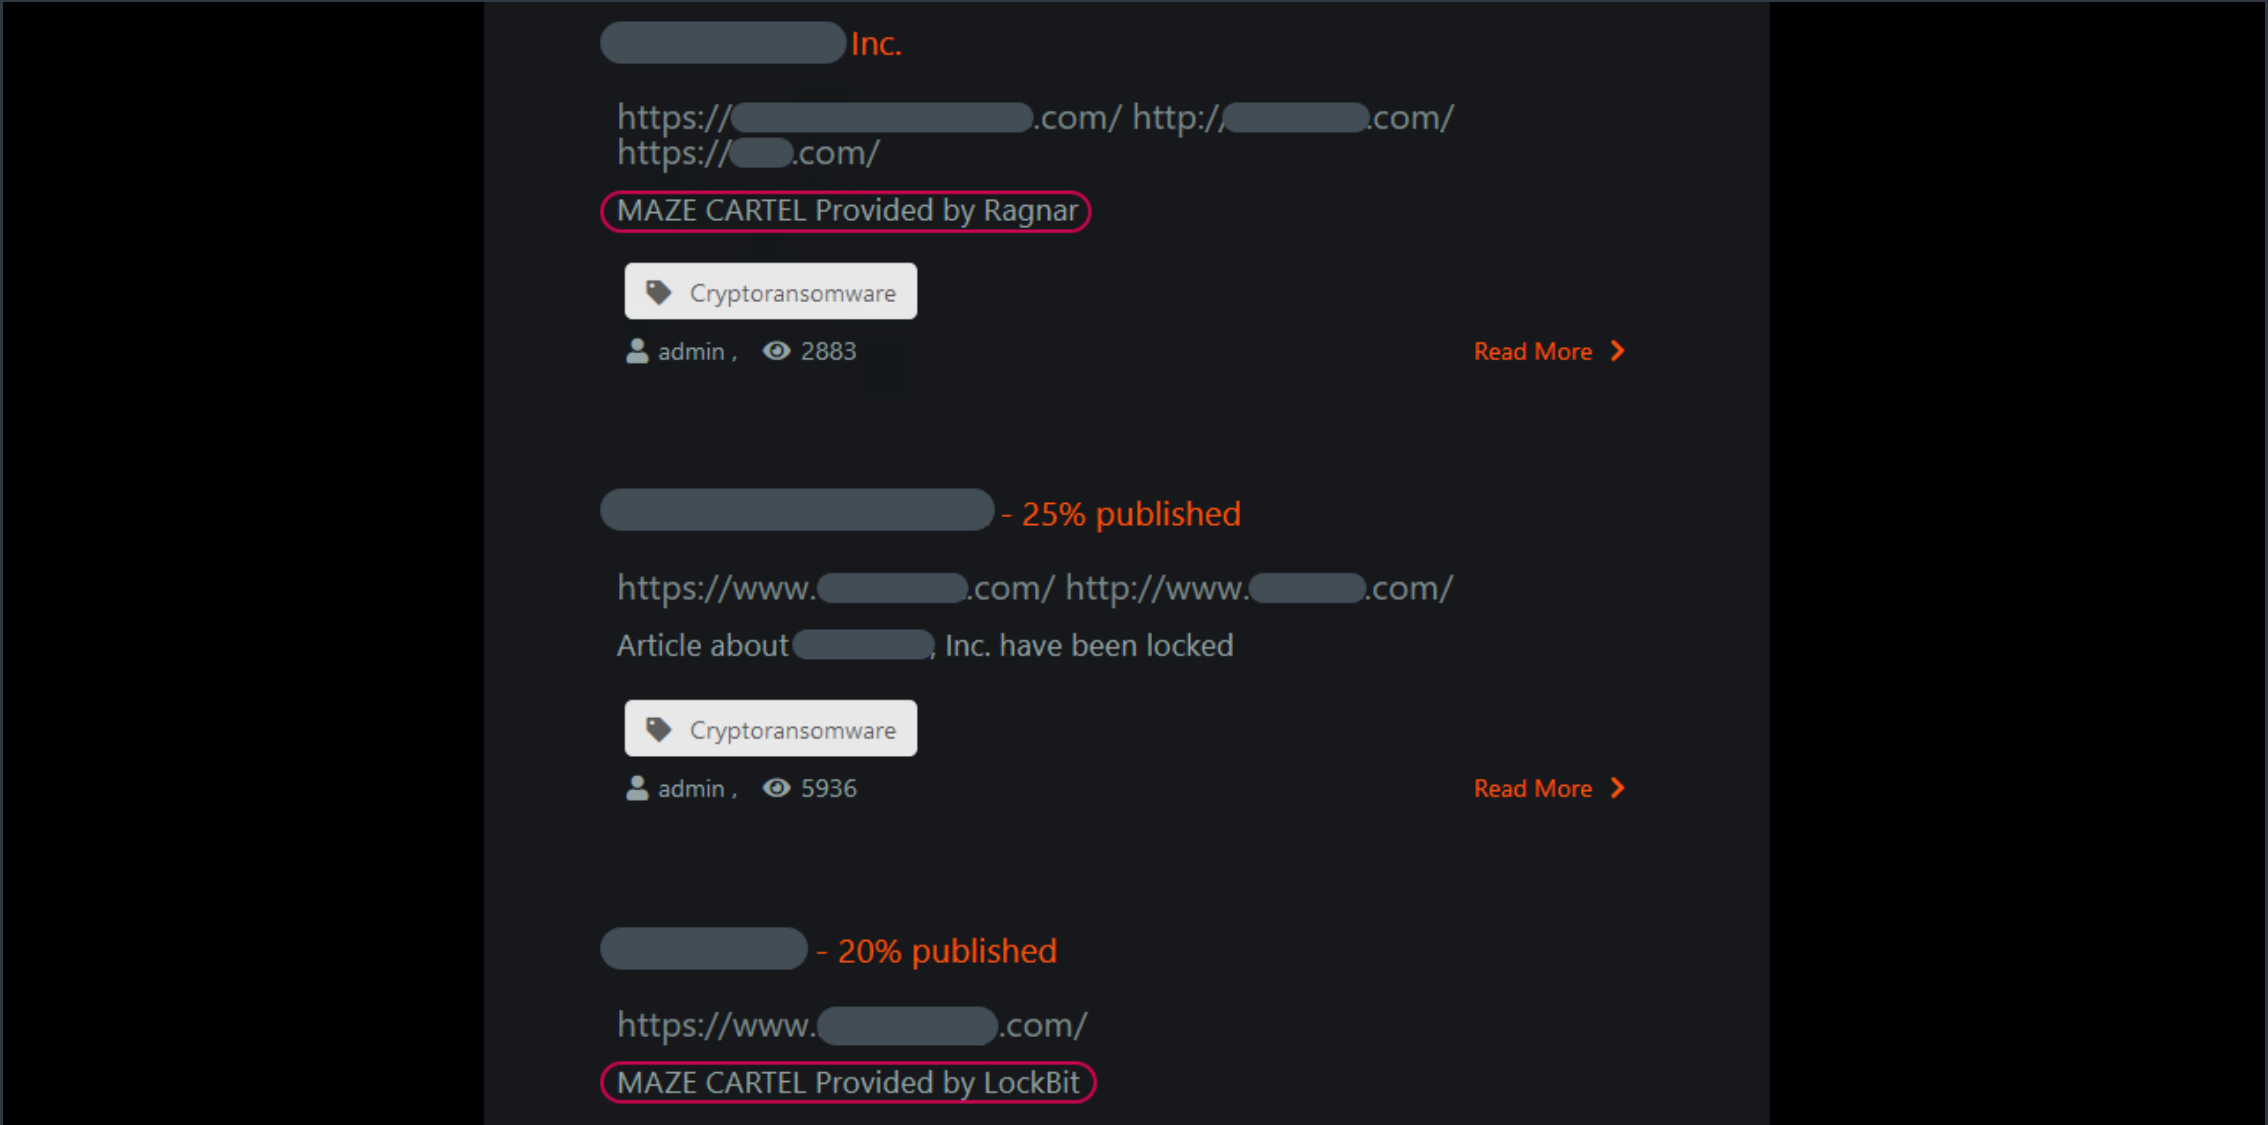 Inc.
https:// .com/ http:// .com/
https:// .com/
MAZE CARTEL Provided by Ragnar
Cryptoransomware
admin , 2883
Read More
- 25% published
https://www. .com/ http://www. .com/
Article about , Inc. have been locked
Cryptoransomware
admin , 5936
Read More
- 20% published
https://www. .com/
MAZE CARTEL Provided by LockBit